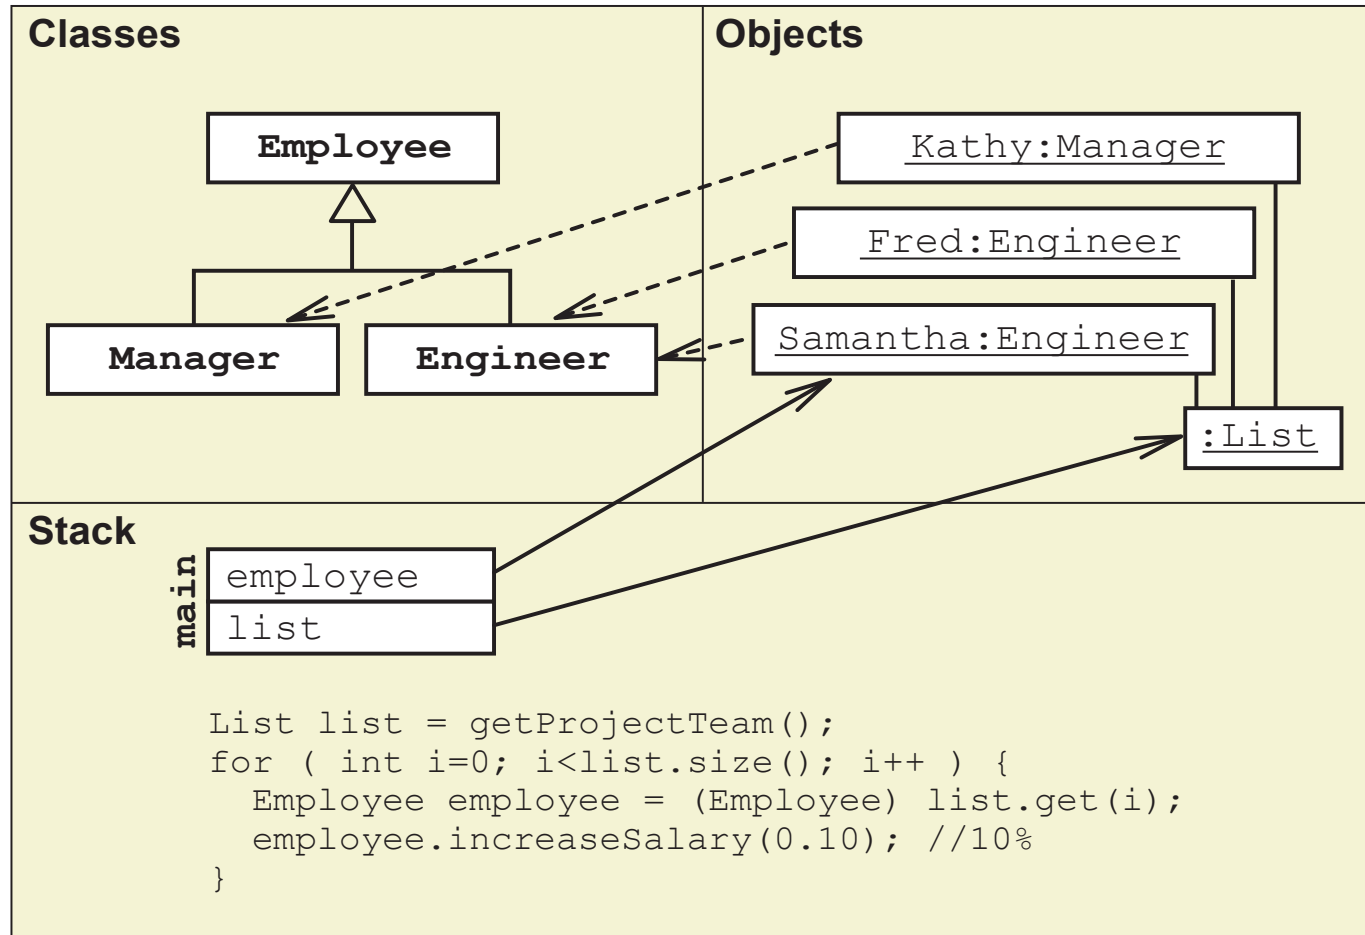 Classes
Objects
Employee
Manager
Engineer
Kathy:Manager
Fred:Engineer
Samantha:Engineer
:List
Stack
main
employee
list
List list = getProjectTeam();
for ( int i=0; i<list.size(); i++ ) {
  Employee employee = (Employee) list.get(i);
  employee.increaseSalary(0.10); //10%
}